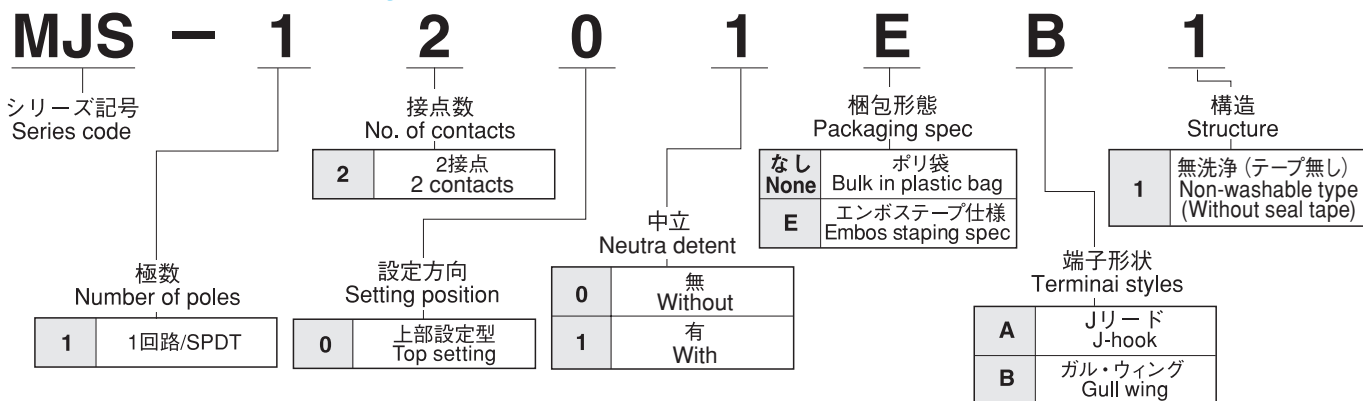 MJS － 1 2 0 1 E B 1
シリーズ記号
Series code
接点数
No. of contacts
2 2接点
2 contacts
梱包形態
Packaging spec
なし
None
ポリ袋
Bulk in plastic bag
E エンボステープ仕様
Embos staping spec
構造
Structure
1 無洗浄（テープ無し）
Non-washable type
(Without seal tape)
極数
Number of poles
1 1回路/SPDT
設定方向
Setting position
0 上部設定型
Top setting
中立
Neutra detent
0 無
Without
1 有
With
端子形状
Terminai styles
A Jリード
J-hook
B ガル・ウィング
Gull wing